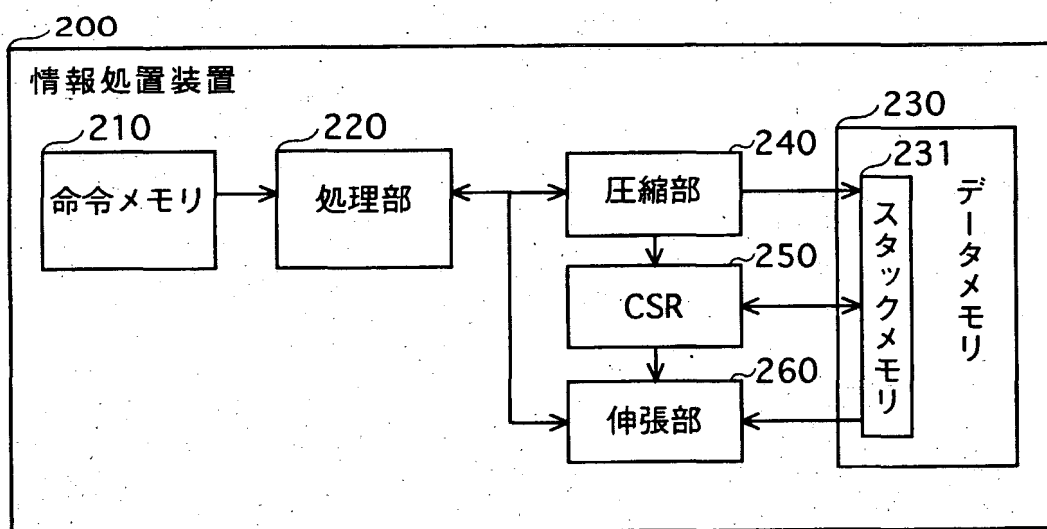 200
情報処置装置
210
命令メモリ
220
処理部
240
圧縮部
250
CSR
260
伸張部
230
データメモリ
231
スタックメモリ